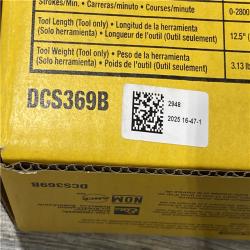 Strokes/Min. • Carreras/minuto • Courses/minute
0-2800
Tool Length (Tool only) • Longitud de la herramienta
(Solo herramienta) • Longueur de l'outil (Outil seulement)
12.5" (
Tool Weight (Tool only) • Peso de la herramienta
(Solo herramienta) • Poids de l'outil (Outil seulement)
3.13 lb
DCS369B
2948
2025 16-47-1
DCS369B
NOM